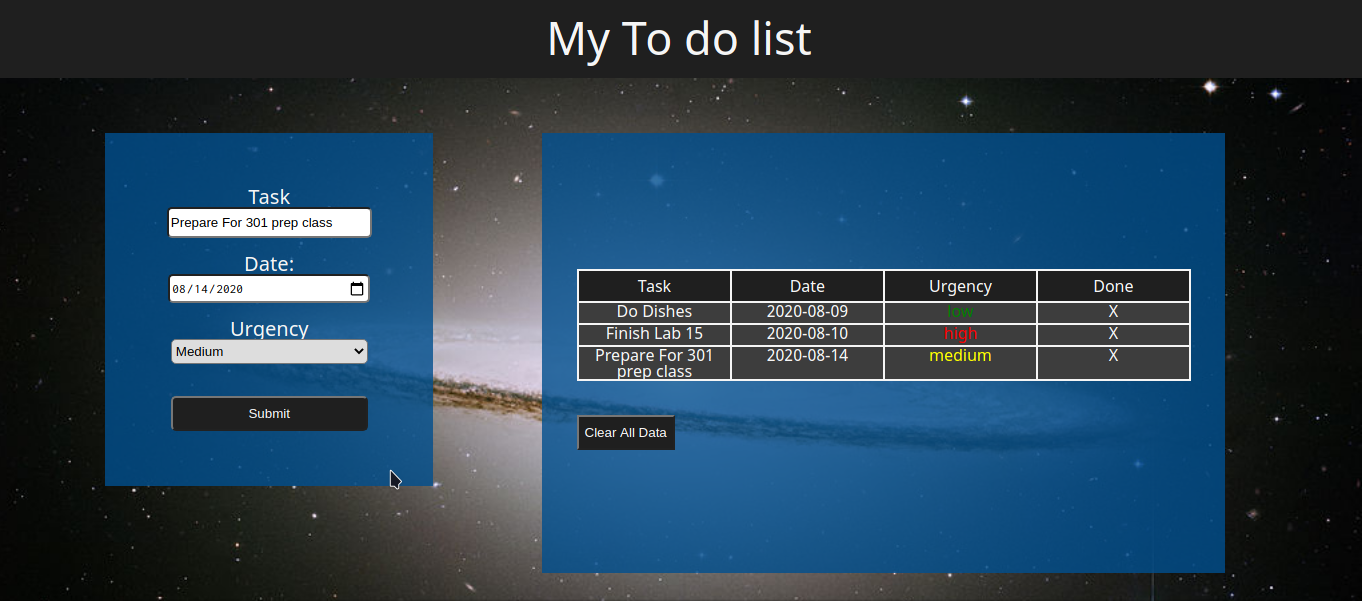 My To do list
Task
Prepare For 301 prep class
Date:
08/14/2020
Urgency
Medium
Submit
Task Date Urgency Done
Do Dishes 2020-08-09 low X
Finish Lab 15 2020-08-10 high X
Prepare For 301 2020-08-14 medium X
prep class
Clear All Data